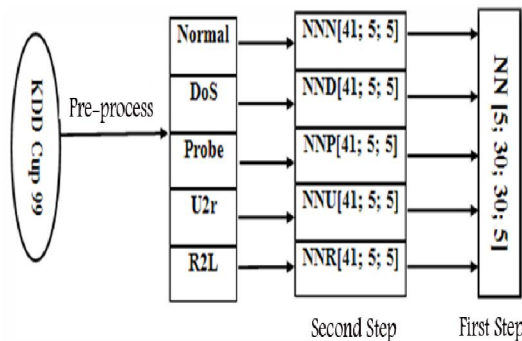 KDD Cup 99
Pre-process
Normal
DoS
Probe
U2r
R2L
NNN[41; 5; 5]
NND[41; 5; 5]
NNP[41; 5; 5]
NNU[41; 5; 5]
NNR[41; 5; 5]
NN [5; 30; 30; 5]
Second Step
First Step